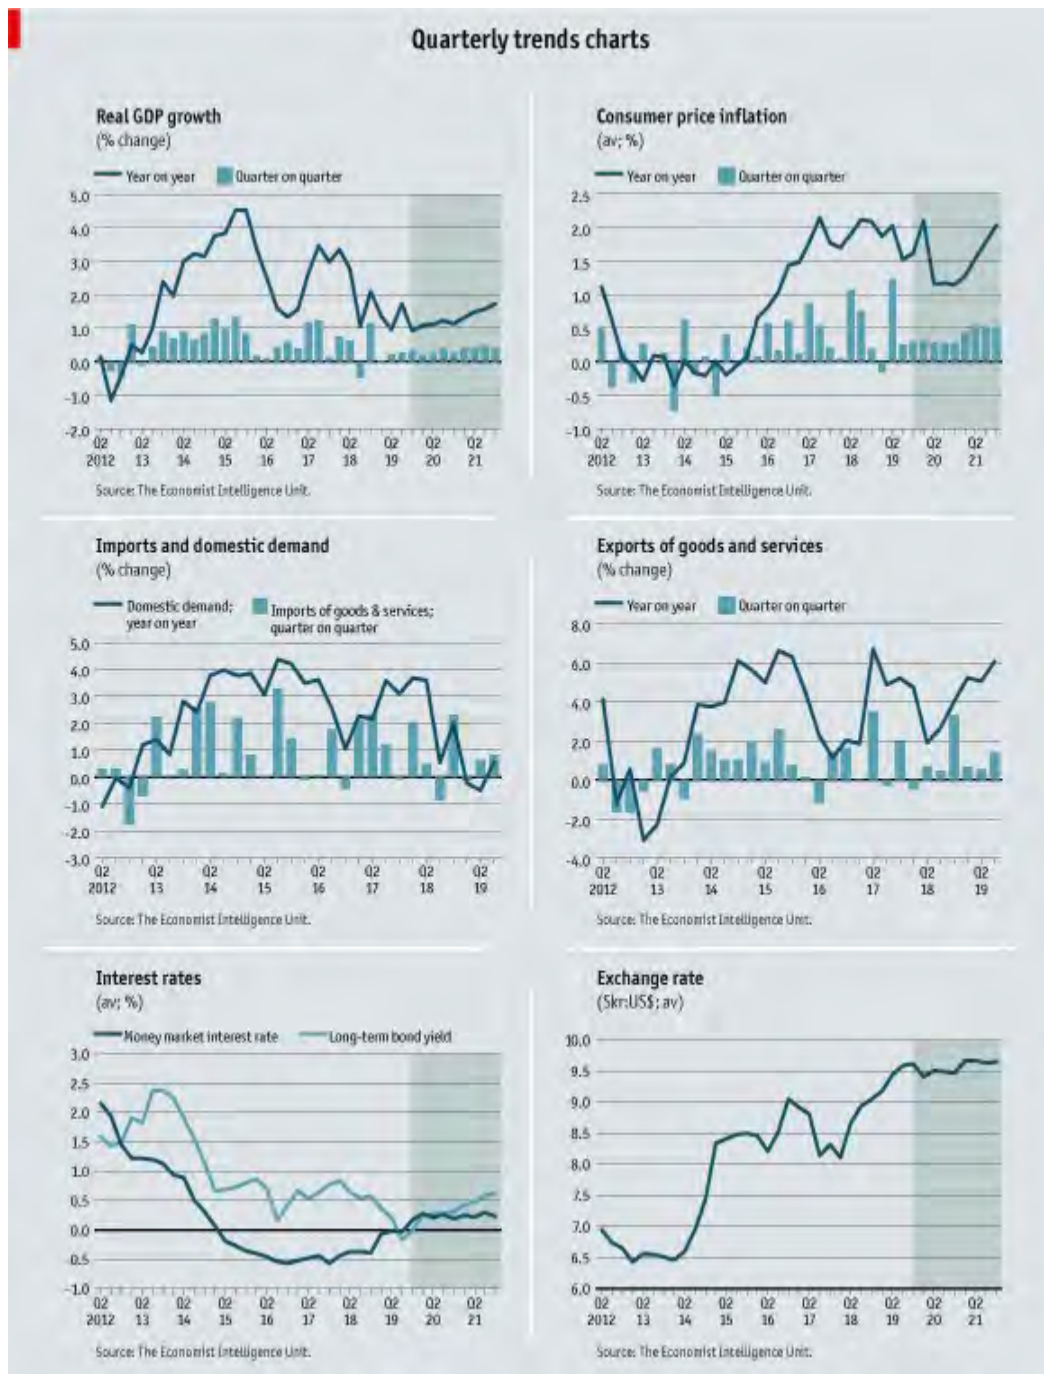 Quarterly trends charts
Real GDP growth
(% change)
Year on year
Quarter on quarter
5.0
4.0
3.0
2.0
1.0
0.0
-1.0
-2.0
Q2 Q2 Q2 Q2 Q2 Q2 Q2 Q2 Q2 Q2
2012 13 14 15 16 17 18 19 20 21
Source: The Economist Intelligence Unit.
Consumer price inflation
(av; %)
Year on year
Quarter on quarter
2.5
2.0
1.5
1.0
0.5
0.0
-0.5
-1.0
Q2 Q2 Q2 Q2 Q2 Q2 Q2 Q2 Q2 Q2
2012 13 14 15 16 17 18 19 20 21
Source: The Economist Intelligence Unit.
Imports and domestic demand
(% change)
Domestic demand;
year on year
Imports of goods & services;
quarter on quarter
5.0
4.0
3.0
2.0
1.0
0.0
-1.0
-2.0
-3.0
Q2 Q2 Q2 Q2 Q2 Q2 Q2 Q2
2012 13 14 15 16 17 18 19
Source: The Economist Intelligence Unit.
Exports of goods and services
(% change)
Year on year
Quarter on quarter
8.0
6.0
4.0
2.0
0.0
-2.0
-4.0
Q2 Q2 Q2 Q2 Q2 Q2 Q2 Q2
2012 13 14 15 16 17 18 19
Source: The Economist Intelligence Unit.
Interest rates
(av; %)
Money market interest rate
Long-term bond yield
3.0
2.5
2.0
1.5
1.0
0.5
0.0
0.5
-1.0
Q2 Q2 Q2 Q2 Q2 Q2 Q2 Q2 Q2 Q2
2012 13 14 15 16 17 18 19 20 21
Source: The Economist Intelligence Unit.
Exchange rate
(Skr:US$; av)
10.0
9.5
9.0
8.5
8.0
7.5
7.0
6.5
6.0
Q2 Q2 Q2 Q2 Q2 Q2 Q2 Q2 Q2 Q2
2012 13 14 15 16 17 18 19 20 21
Source: The Economist Intelligence Unit.